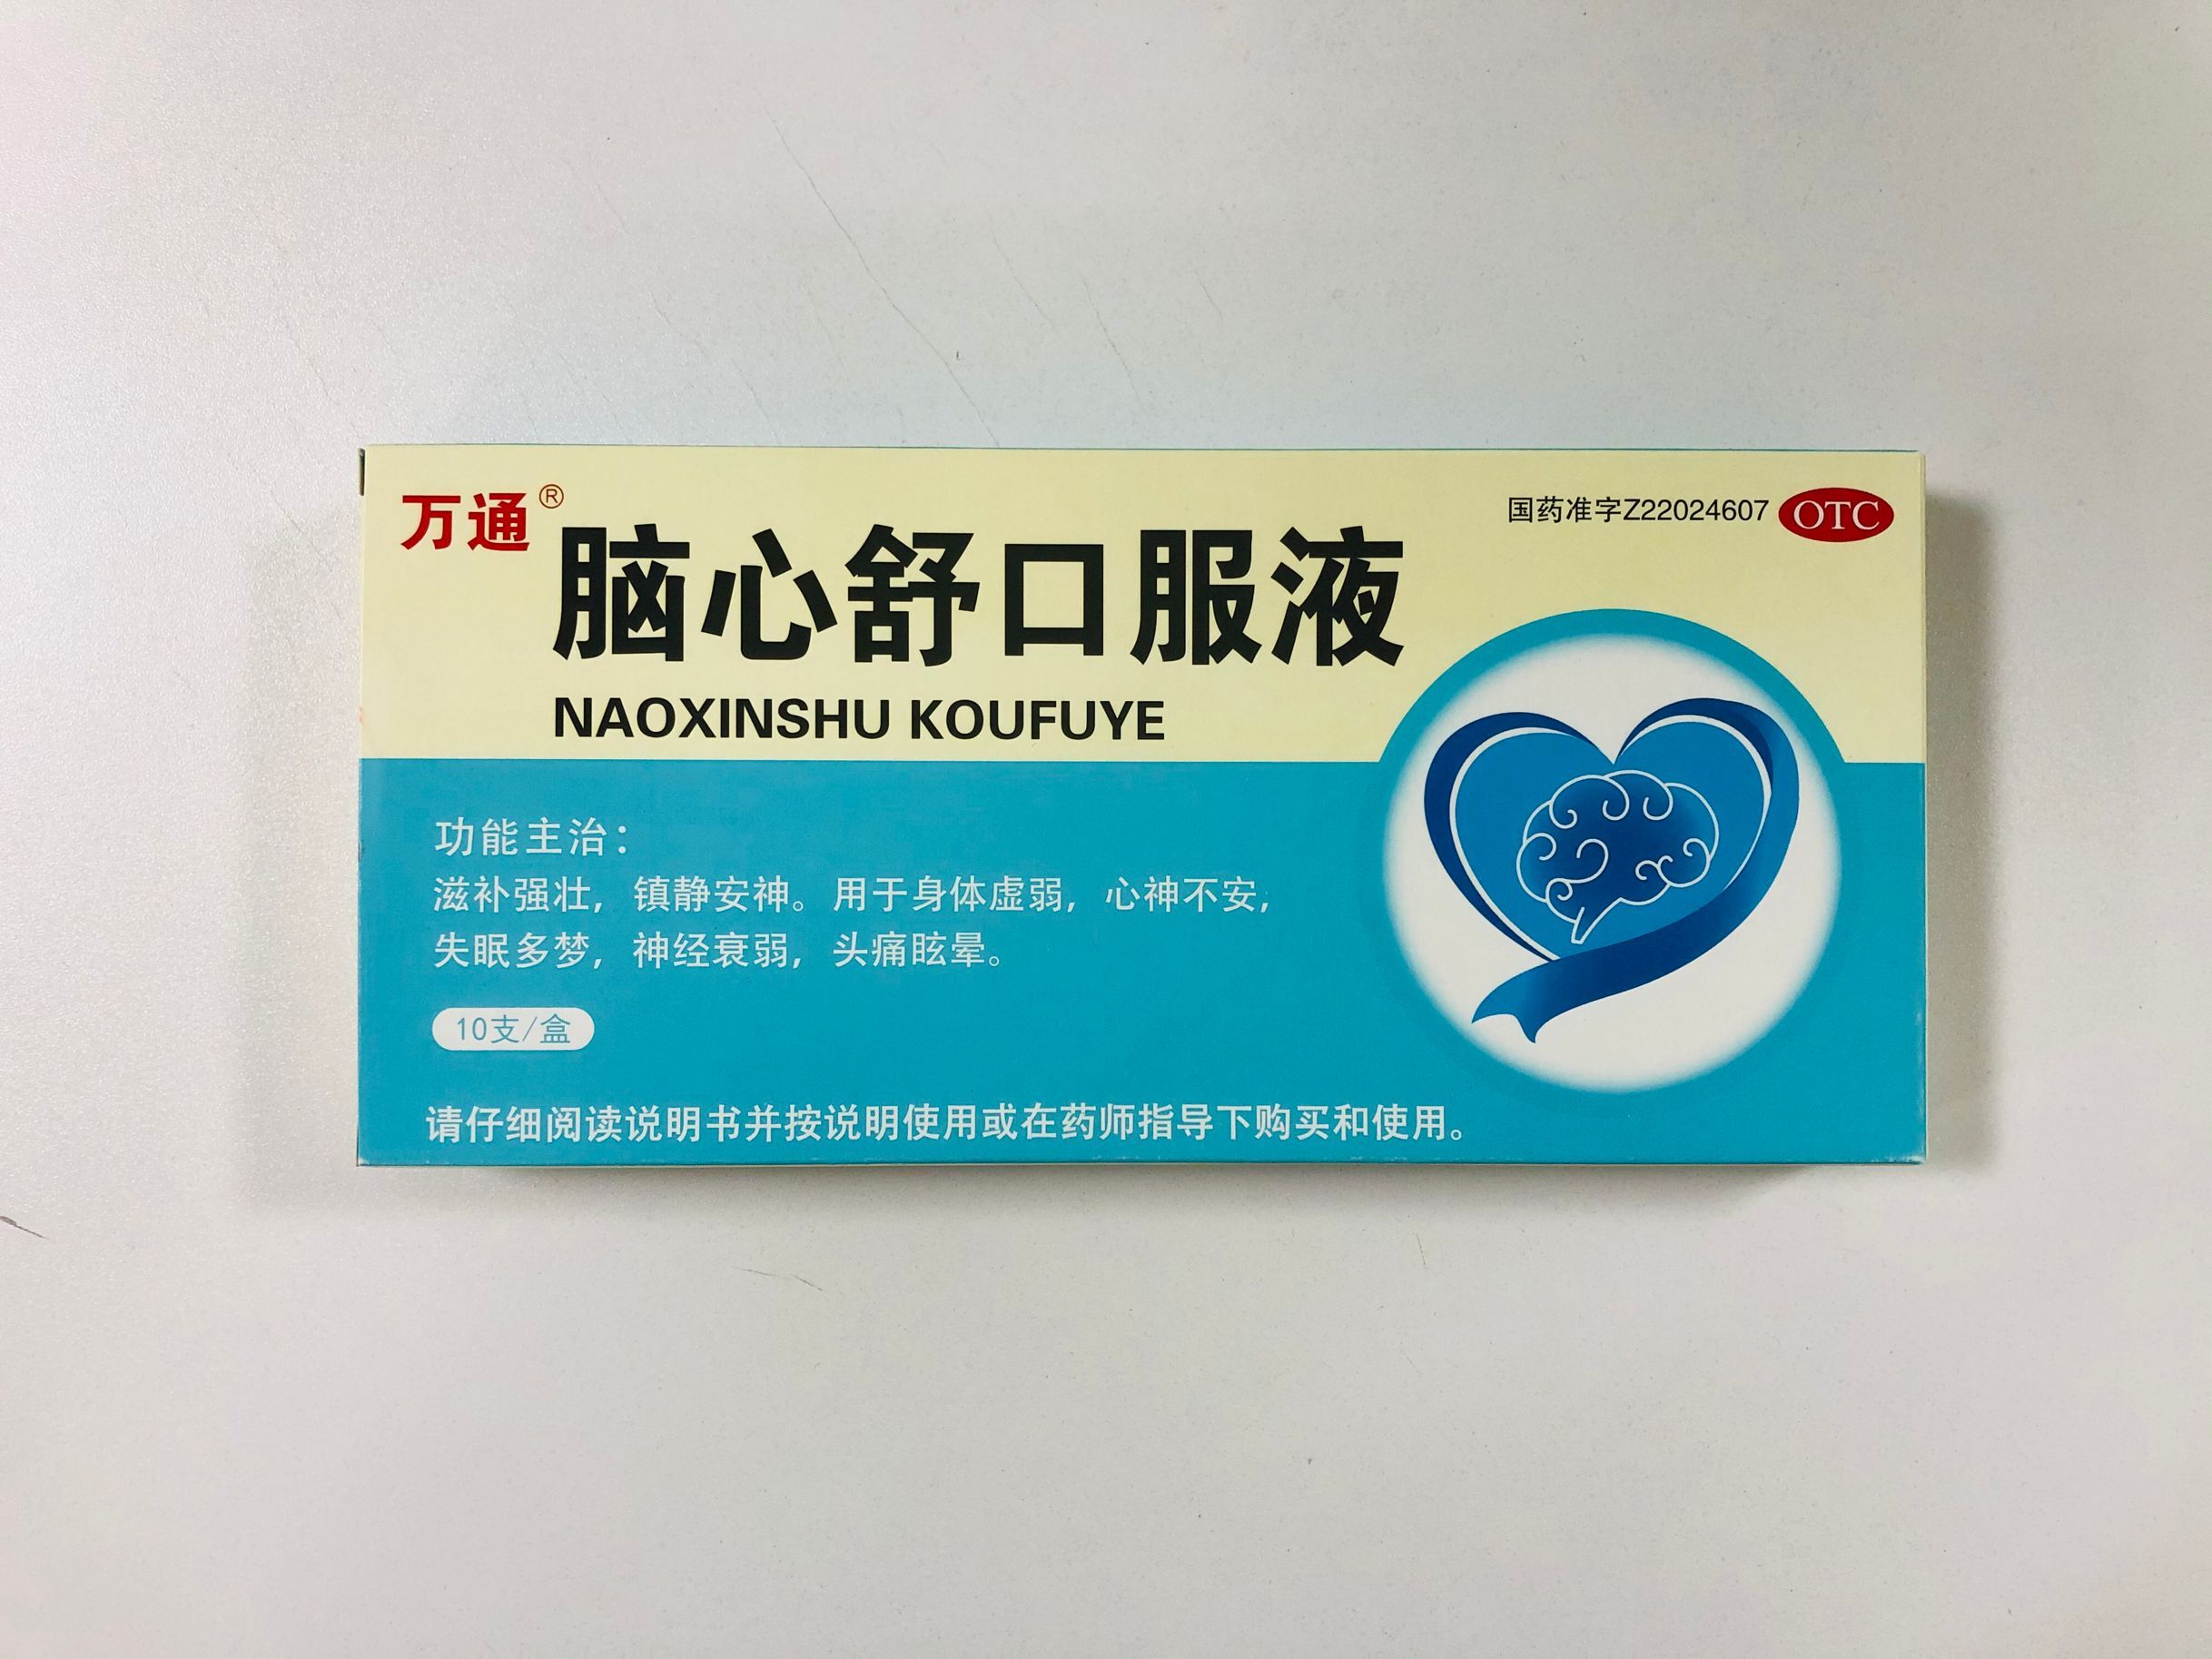 万通®
国药准字Z22024607 OTC
脑心舒口服液
NAOXINSHU KOUFUYE
功能主治：
滋补强壮，镇静安神。用于身体虚弱，心神不安，
失眠多梦，神经衰弱，头痛眩晕。
10支/盒
请仔细阅读说明书并按说明使用或在药师指导下购买和使用。